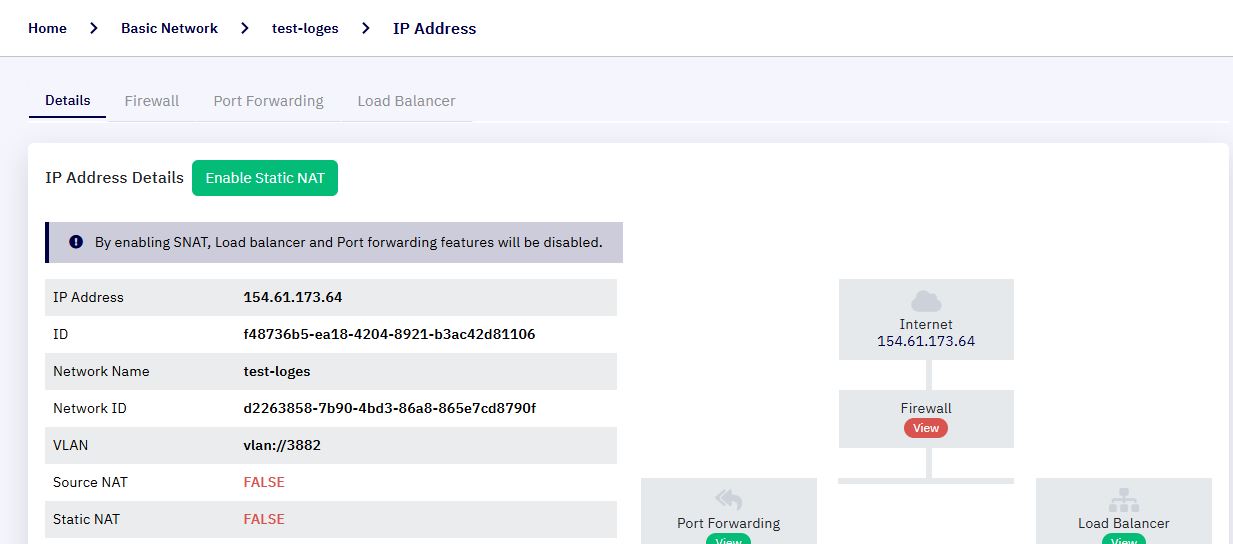 Home > Basic Network > test-loges > IP Address
Details Firewall Port Forwarding Load Balancer
IP Address Details Enable Static NAT
By enabling SNAT, Load balancer and Port forwarding features will be disabled.
IP Address 154.61.173.64
ID f48736b5-ea18-4204-8921-b3ac42d81106
Network Name test-loges
Network ID d2263858-7b90-4bd3-86a8-865e7cd8790f
VLAN vlan://3882
Source NAT FALSE
Static NAT FALSE
Internet
154.61.173.64
Firewall
View
Port Forwarding
View
Load Balancer
View